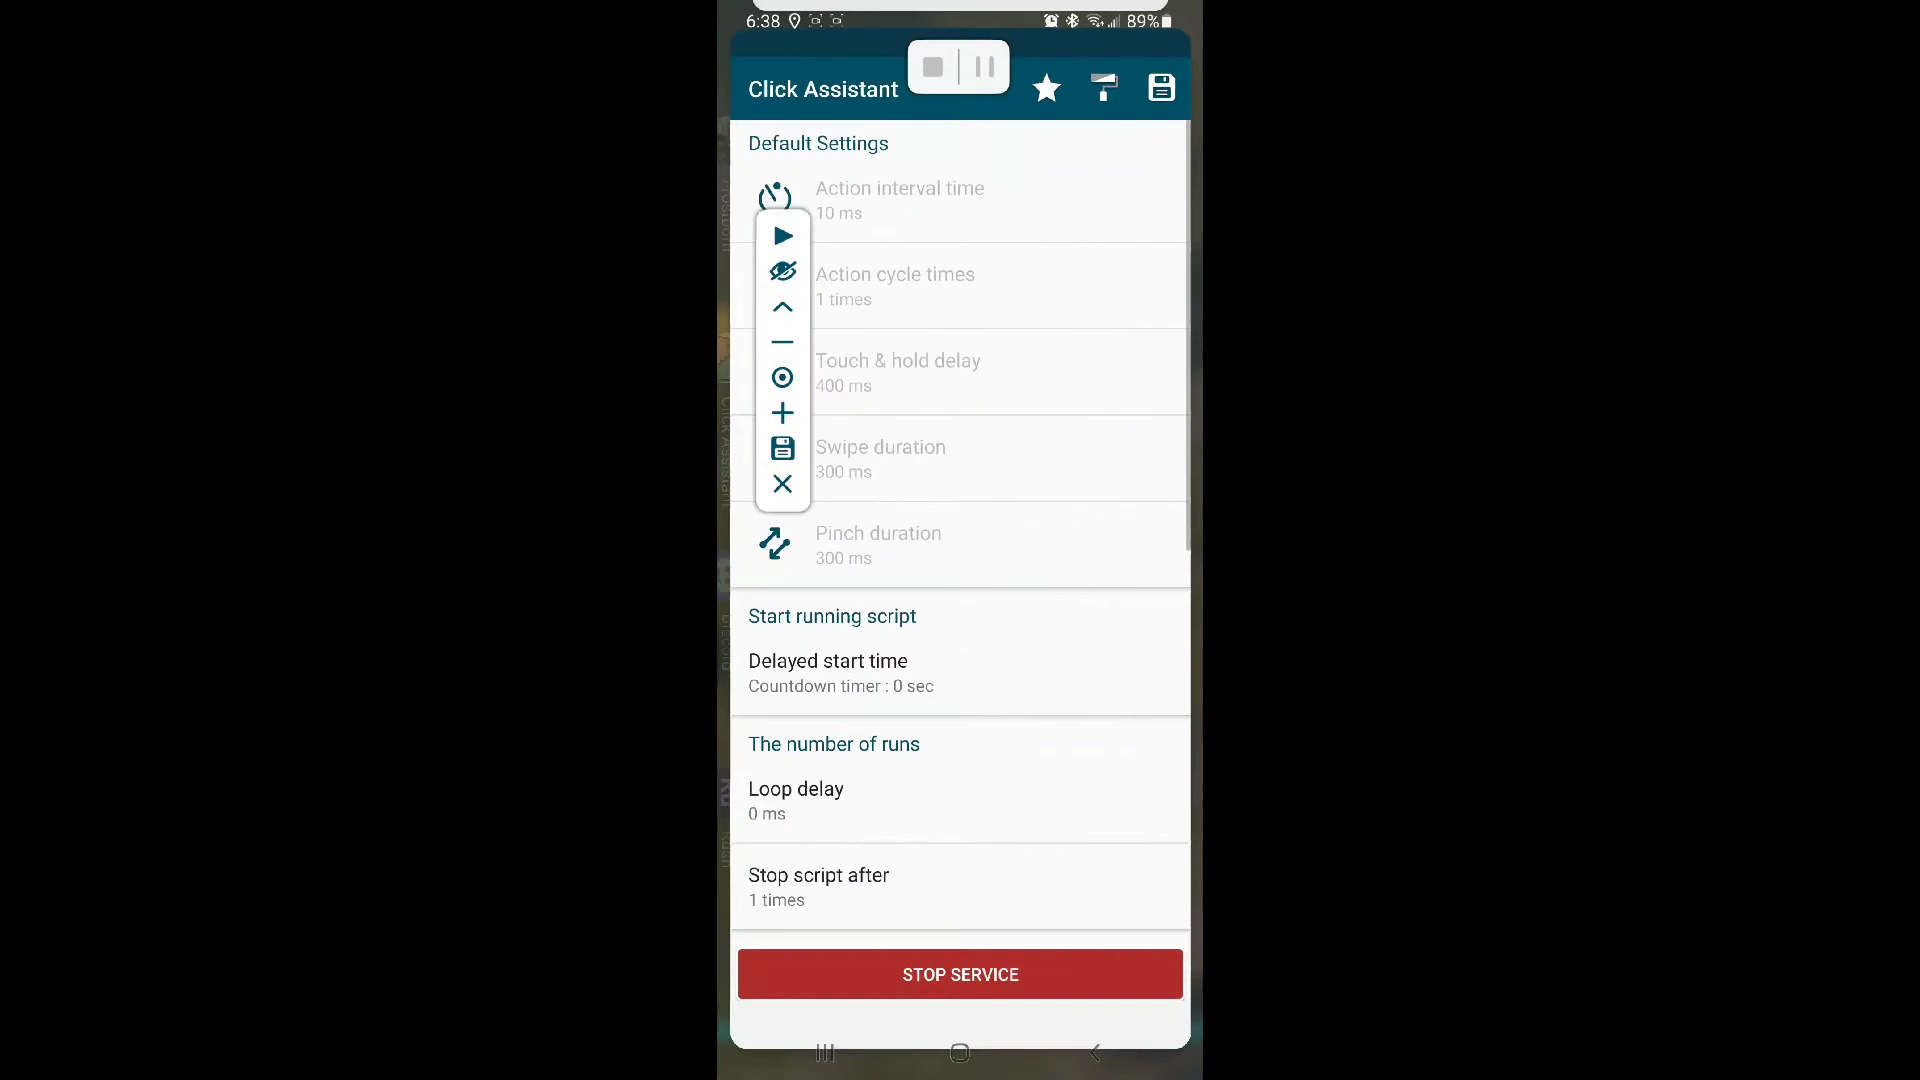 6:38 89%
Click Assistant
Default Settings
Action interval time
10 ms
Action cycle times
1 times
Touch & hold delay
400 ms
Swipe duration
300 ms
Pinch duration
300 ms
Start running script
Delayed start time
Countdown timer : 0 sec
The number of runs
Loop delay
0 ms
Stop script after
1 times
STOP SERVICE